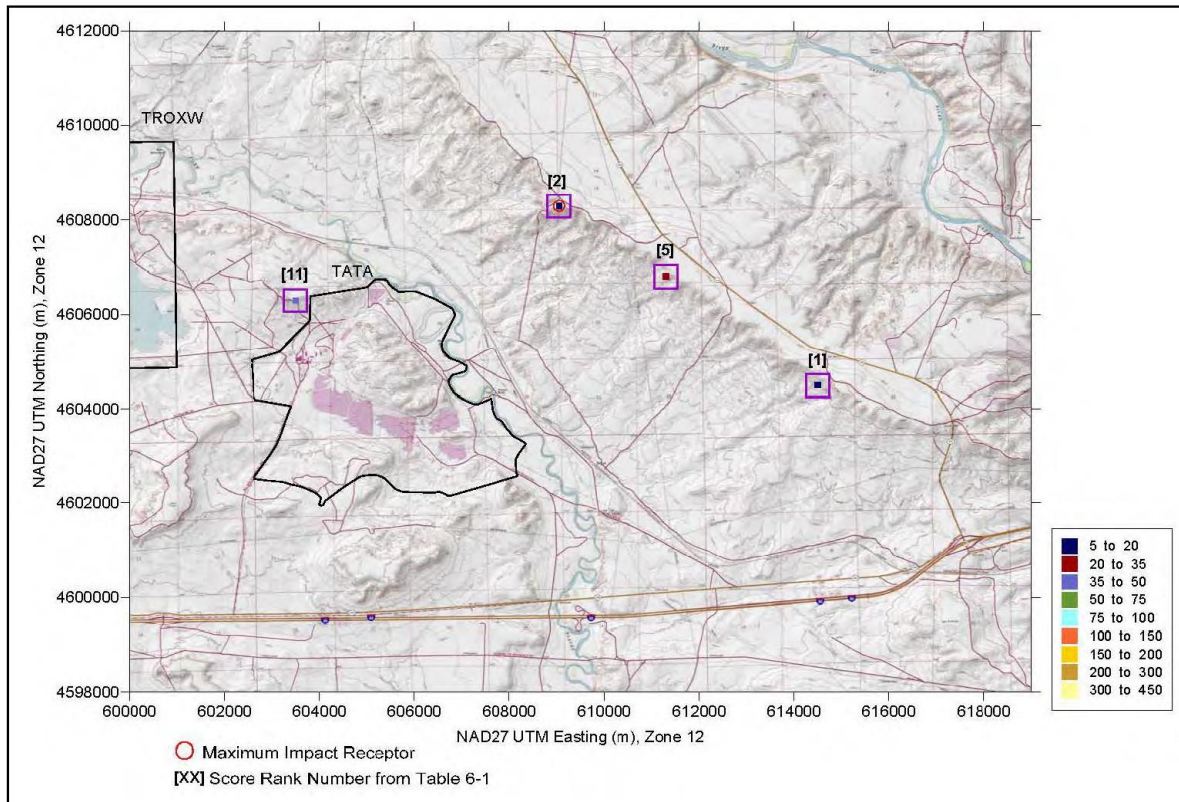 4612000
4610000
4608000
4606000
4604000
4602000
4600000
4598000
NAD27 UTM Northing (m), Zone 12
TROXW
TATA
[2]
[5]
[11]
[1]
600000 602000 604000 606000 608000 610000 612000 614000 616000 618000
NAD27 UTM Easting (m), Zone 12
Maximum Impact Receptor
[XX] Score Rank Number from Table 6-1
5 to 20
20 to 35
35 to 50
50 to 75
75 to 100
100 to 150
150 to 200
200 to 300
300 to 450